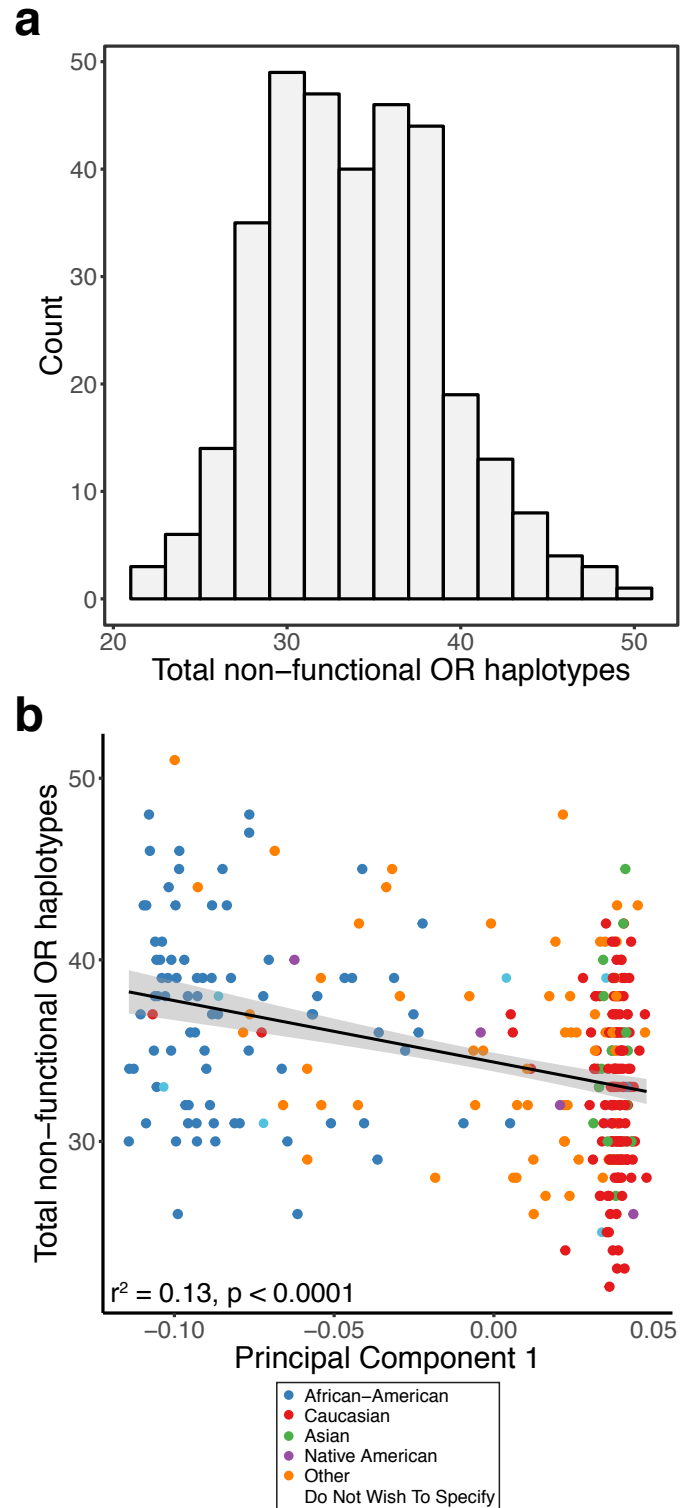 a
50
40
30
20
10
0
Count
20 30 40 50
Total non−functional OR haplotypes
b
50
40
30
Total non−functional OR haplotypes
r² = 0.13, p < 0.0001
−0.10 −0.05 0.00 0.05
Principal Component 1
African−American
Caucasian
Asian
Native American
Other
Do Not Wish To Specify